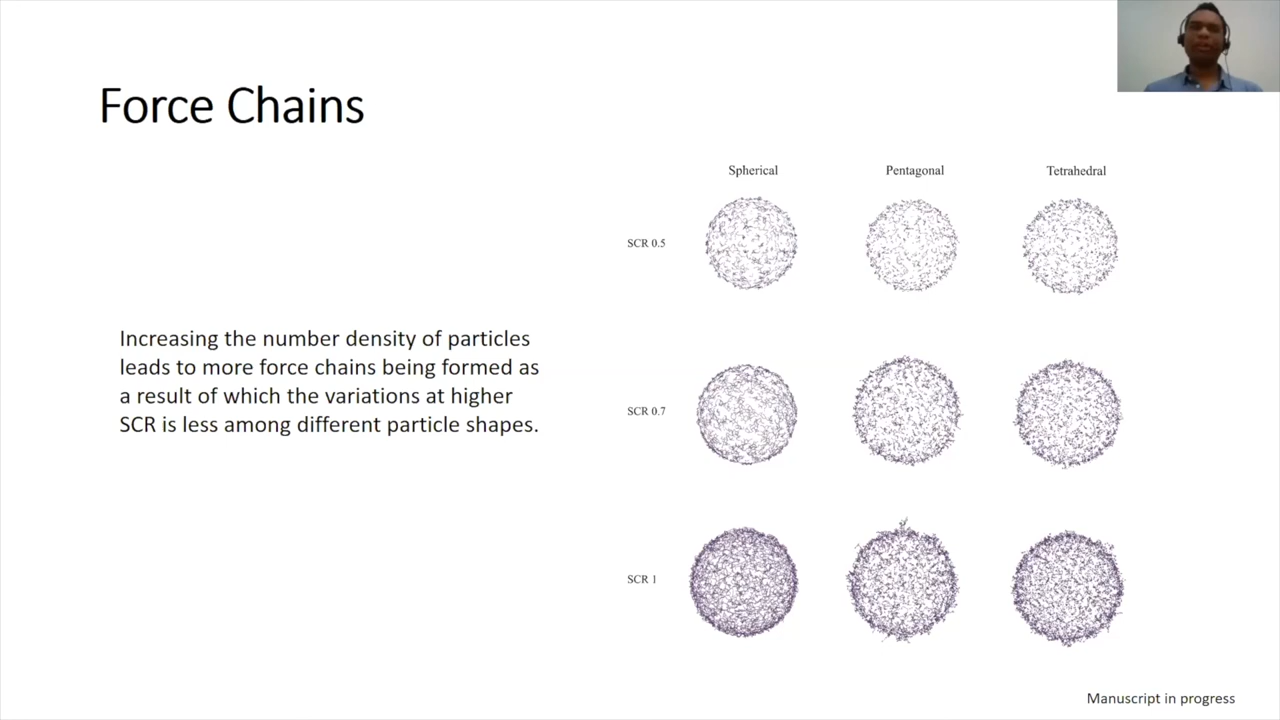 Force Chains
Increasing the number density of particles
leads to more force chains being formed as
a result of which the variations at higher
SCR is less among different particle shapes.
Spherical Pentagonal Tetrahedral
SCR 0.5
SCR 0.7
SCR 1
Manuscript in progress